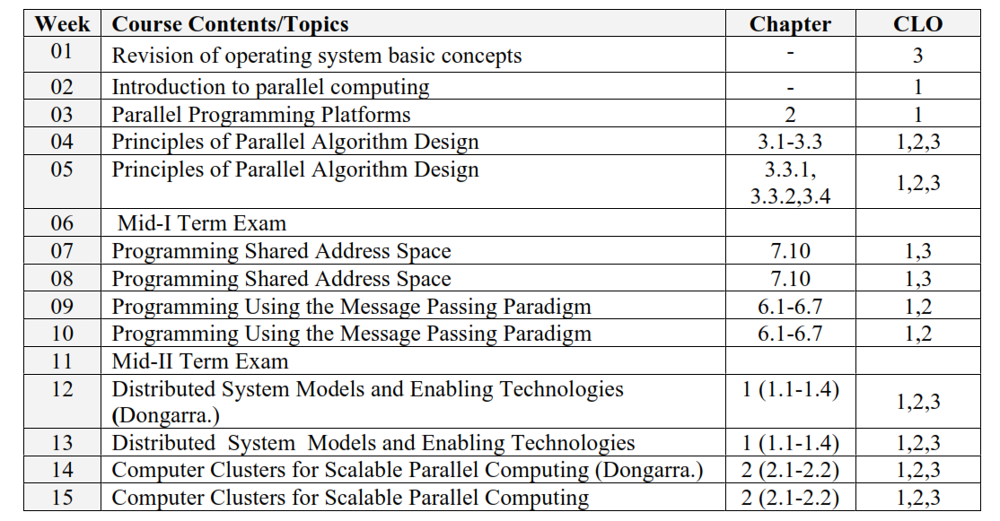 Week Course Contents/Topics Chapter CLO
01 Revision of operating system basic concepts - 3
02 Introduction to parallel computing - 1
03 Parallel Programming Platforms 2 1
04 Principles of Parallel Algorithm Design 3.1-3.3 1,2,3
05 Principles of Parallel Algorithm Design 3.3.1,
3.3.2,3.4 1,2,3
06 Mid-I Term Exam
07 Programming Shared Address Space 7.10 1,3
08 Programming Shared Address Space 7.10 1,3
09 Programming Using the Message Passing Paradigm 6.1-6.7 1,2
10 Programming Using the Message Passing Paradigm 6.1-6.7 1,2
11 Mid-II Term Exam
12 Distributed System Models and Enabling Technologies 1 (1.1-1.4) 1,2,3
(Dongarra.)
13 Distributed System Models and Enabling Technologies 1 (1.1-1.4) 1,2,3
14 Computer Clusters for Scalable Parallel Computing (Dongarra.) 2 (2.1-2.2) 1,2,3
15 Computer Clusters for Scalable Parallel Computing 2 (2.1-2.2) 1,2,3